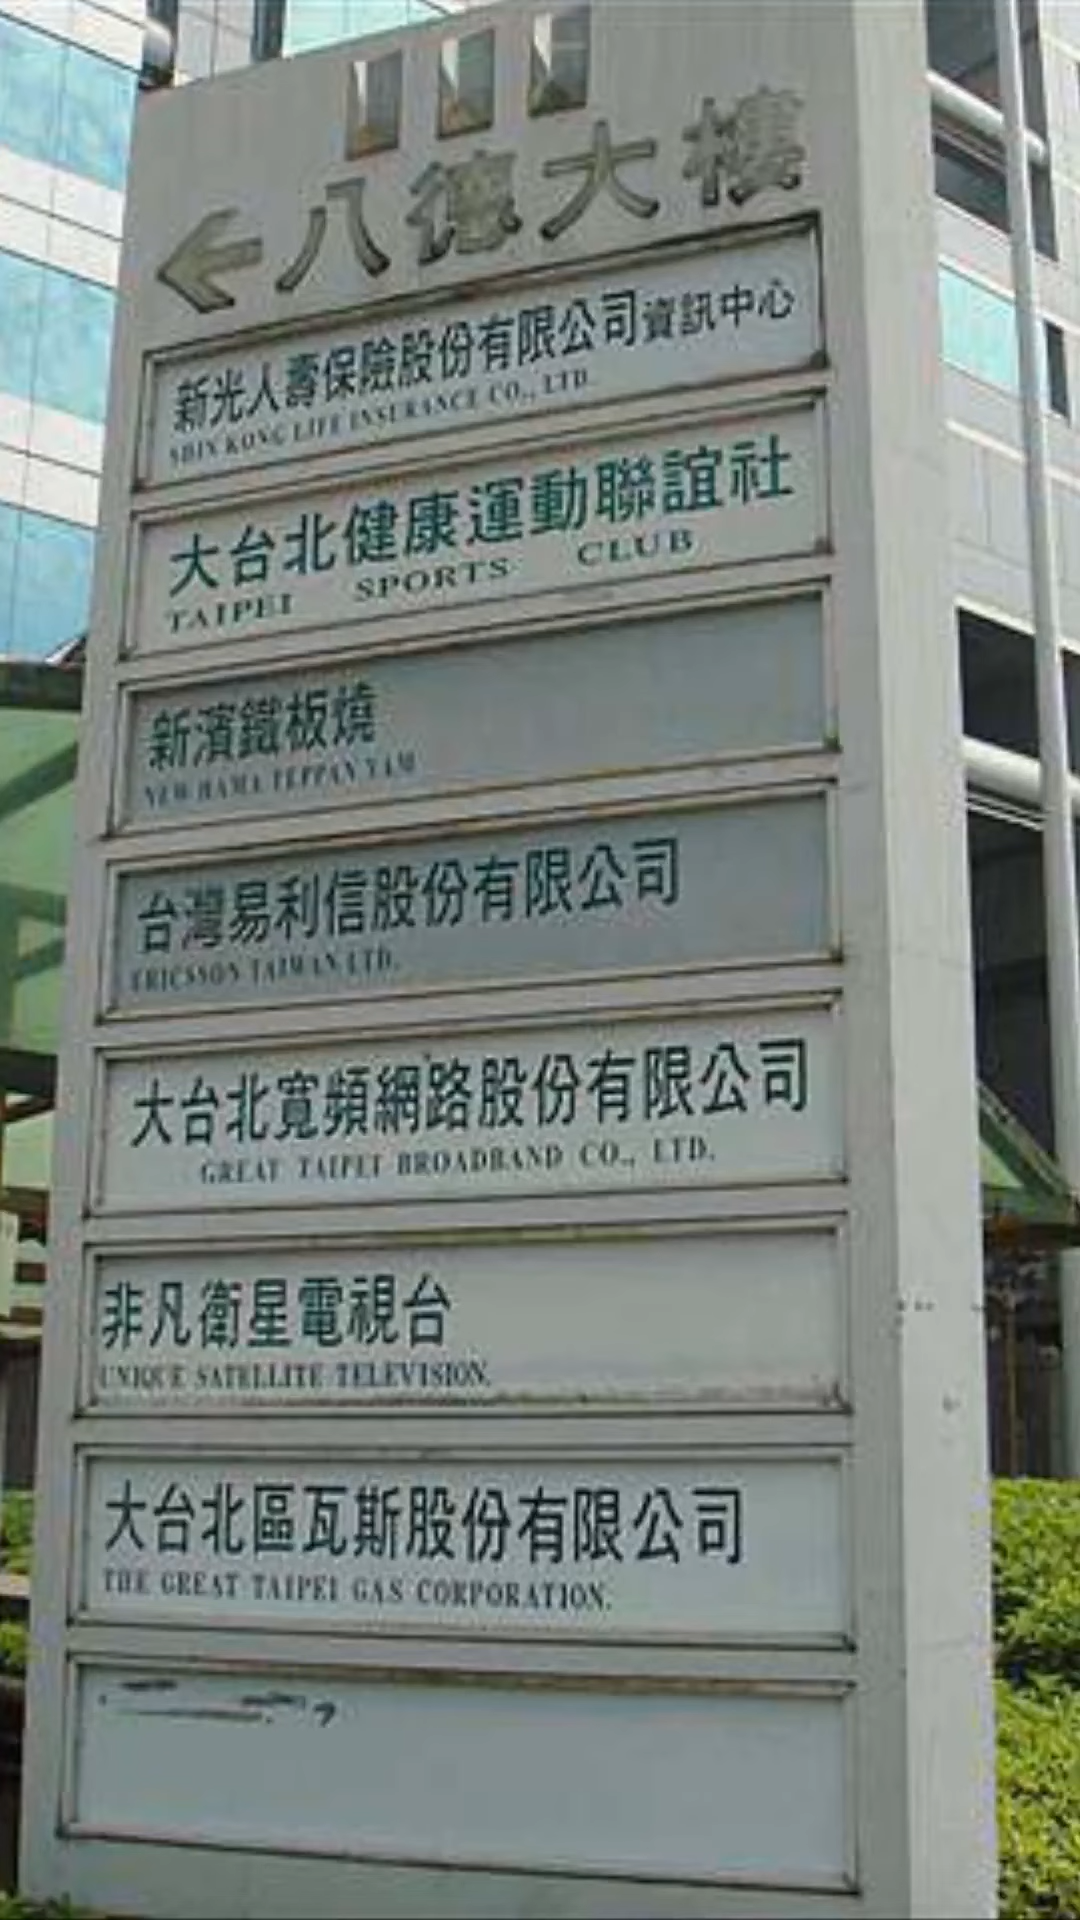 ←八德大樓
新光人壽保險股份有限公司資訊中心
SHIN KONG LIFE INSURANCE CO., LTD.
大台北健康運動聯誼社
TAIPEI SPORTS CLUB
新濱鐵板燒
NEW HAMA TEPPAN YAKI
台灣易利信股份有限公司
ERICSSON TAIWAN LTD.
大台北寬頻網路股份有限公司
GREAT TAIPEI BROADBAND CO., LTD.
非凡衛星電視台
UNIQUE SATELLITE TELEVISION.
大台北區瓦斯股份有限公司
THE GREAT TAIPEI GAS CORPORATION.